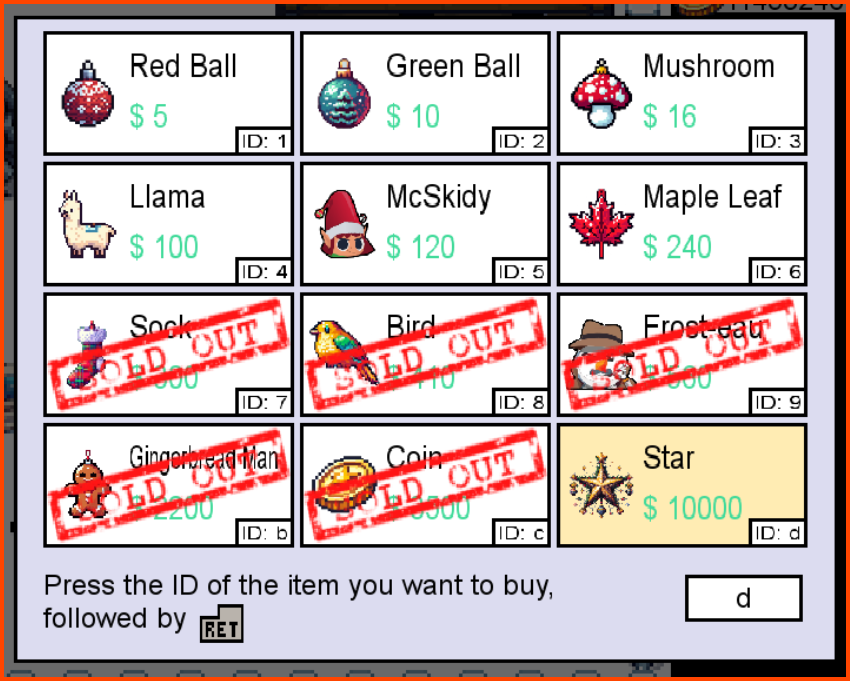 Red Ball
$ 5
ID: 1
Green Ball
$ 10
ID: 2
Mushroom
$ 16
ID: 3
Llama
$ 100
ID: 4
McSkidy
$ 120
ID: 5
Maple Leaf
$ 240
ID: 6
Sock
SOLD OUT
ID: 7
Bird
SOLD OUT
ID: 8
Frost-eau
SOLD OUT
ID: 9
Gingerbread Man
SOLD OUT
$ 2200
ID: b
Coin
SOLD OUT
ID: c
Star
$ 10000
ID: d
Press the ID of the item you want to buy,
followed by RET
d